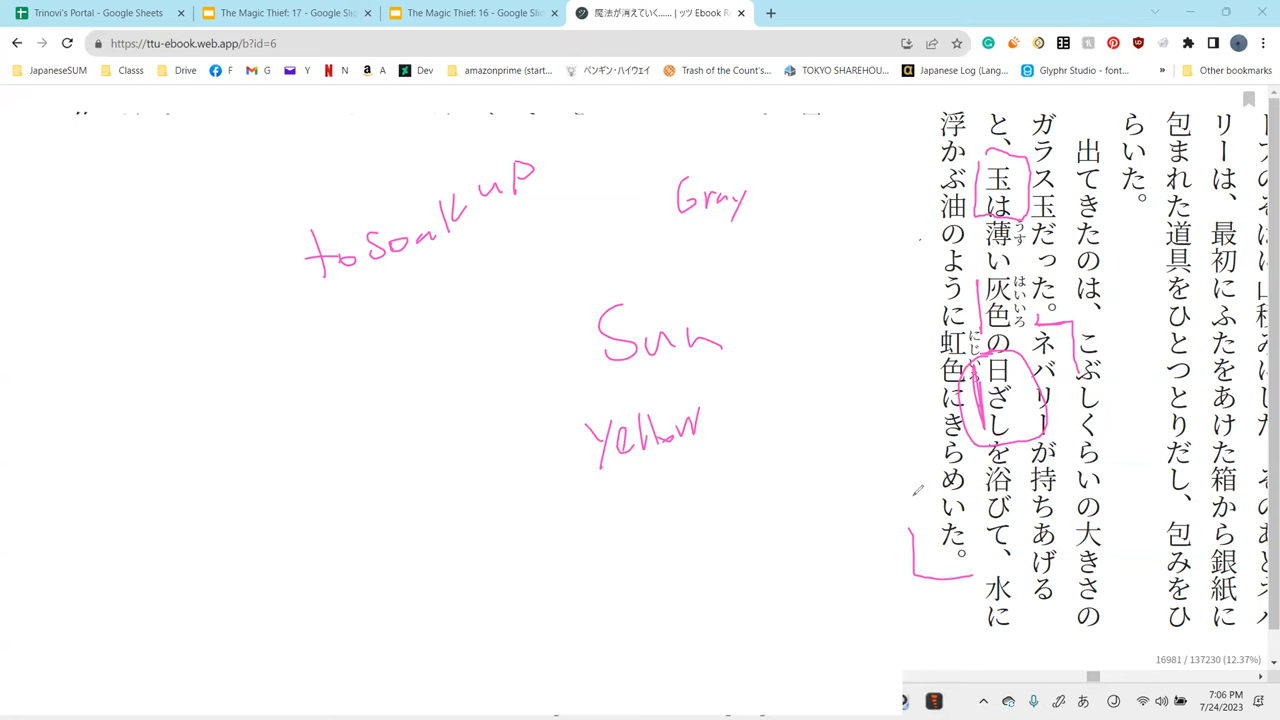 Trinovi's Portal - Google Sheets
The Magic Thief: 17 - Google Slid
The Magic Thief: 16 - Google Slid
魔法が消えていく…… | ッツ Ebook R
https://ttu-ebook.web.app/b?id=6
JapaneseSUM
Classs
Drive
F
M G
Y
N N
a A
Dev
amazonprime (start...
ペンギン・ハイウェイ
Trash of the Count's...
TOKYO SHAREHOU...
Japanese Log (Lang...
Glyphr Studio - font...
»
Other bookmarks
リーは、最初にふたをあけた箱から銀紙に
包まれた道具をひとつとりだし、包みをひ
らいた。
出てきたのは、こぶしくらいの大きさの
ガラス玉だった。ネバリーが持ちあげる
と、玉は薄い灰色の日ざしを浴びて、水に
うす
はいいろ
浮かぶ油のように虹色にきらめいた。
にじいろ
to soak up
Gray
Sun
Yellow
16981 / 137230 (12.37%)
あ
7:06 PM
7/24/2023